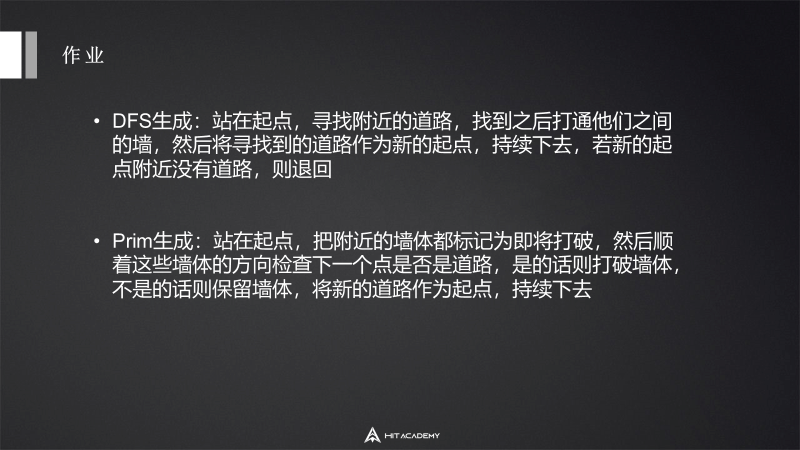 作业
• DFS生成：站在起点，寻找附近的道路，找到之后打通他们之间
的墙，然后将寻找到的道路作为新的起点，持续下去，若新的起
点附近没有道路，则退回
• Prim生成：站在起点，把附近的墙体都标记为即将打破，然后顺
着这些墙体的方向检查下一个点是否是道路，是的话则打破墙体，
不是的话则保留墙体，将新的道路作为起点，持续下去
HIT ACADEMY